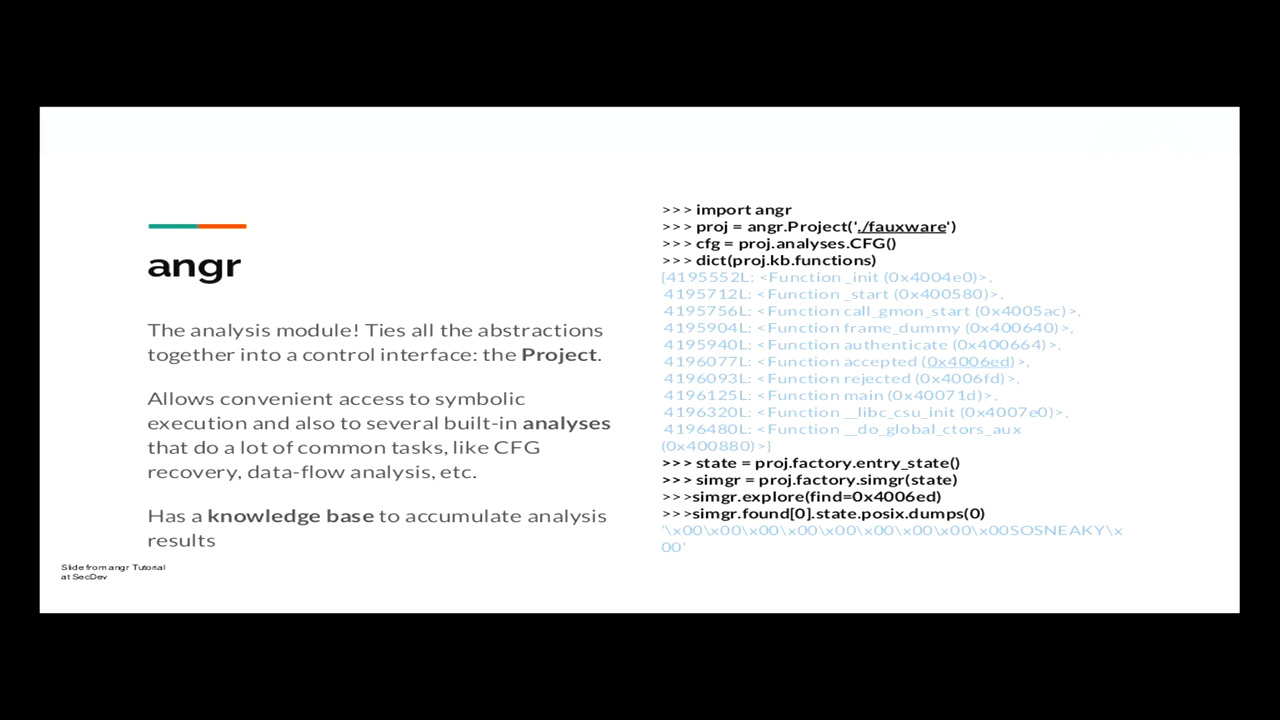 angr
The analysis module! Ties all the abstractions
together into a control interface: the Project.
Allows convenient access to symbolic
execution and also to several built-in analyses
that do a lot of common tasks, like CFG
recovery, data-flow analysis, etc.
Has a knowledge base to accumulate analysis
results
Slide from angr Tutorial
at SecDev
>>> import angr
>>> proj = angr.Project('./fauxware')
>>> cfg = proj.analyses.CFG()
>>> dict(proj.kb.functions)
{4195552L: <Function _init (0x4004e0)>,
4195712L: <Function _start (0x400580)>,
4195756L: <Function call_gmon_start (0x4005ac)>,
4195904L: <Function frame_dummy (0x400640)>,
4195940L: <Function authenticate (0x400664)>,
4196077L: <Function accepted (0x4006ed)>,
4196093L: <Function rejected (0x4006fd)>,
4196125L: <Function main (0x40071d)>,
4196320L: <Function __libc_csu_init (0x4007e0)>,
4196480L: <Function __do_global_ctors_aux
(0x400880)>}
>>> state = proj.factory.entry_state()
>>> simgr = proj.factory.simgr(state)
>>>simgr.explore(find=0x4006ed)
>>>simgr.found[0].state.posix.dumps(0)
'\x00\x00\x00\x00\x00\x00\x00\x00\x00SOSNEAKY\x
00'